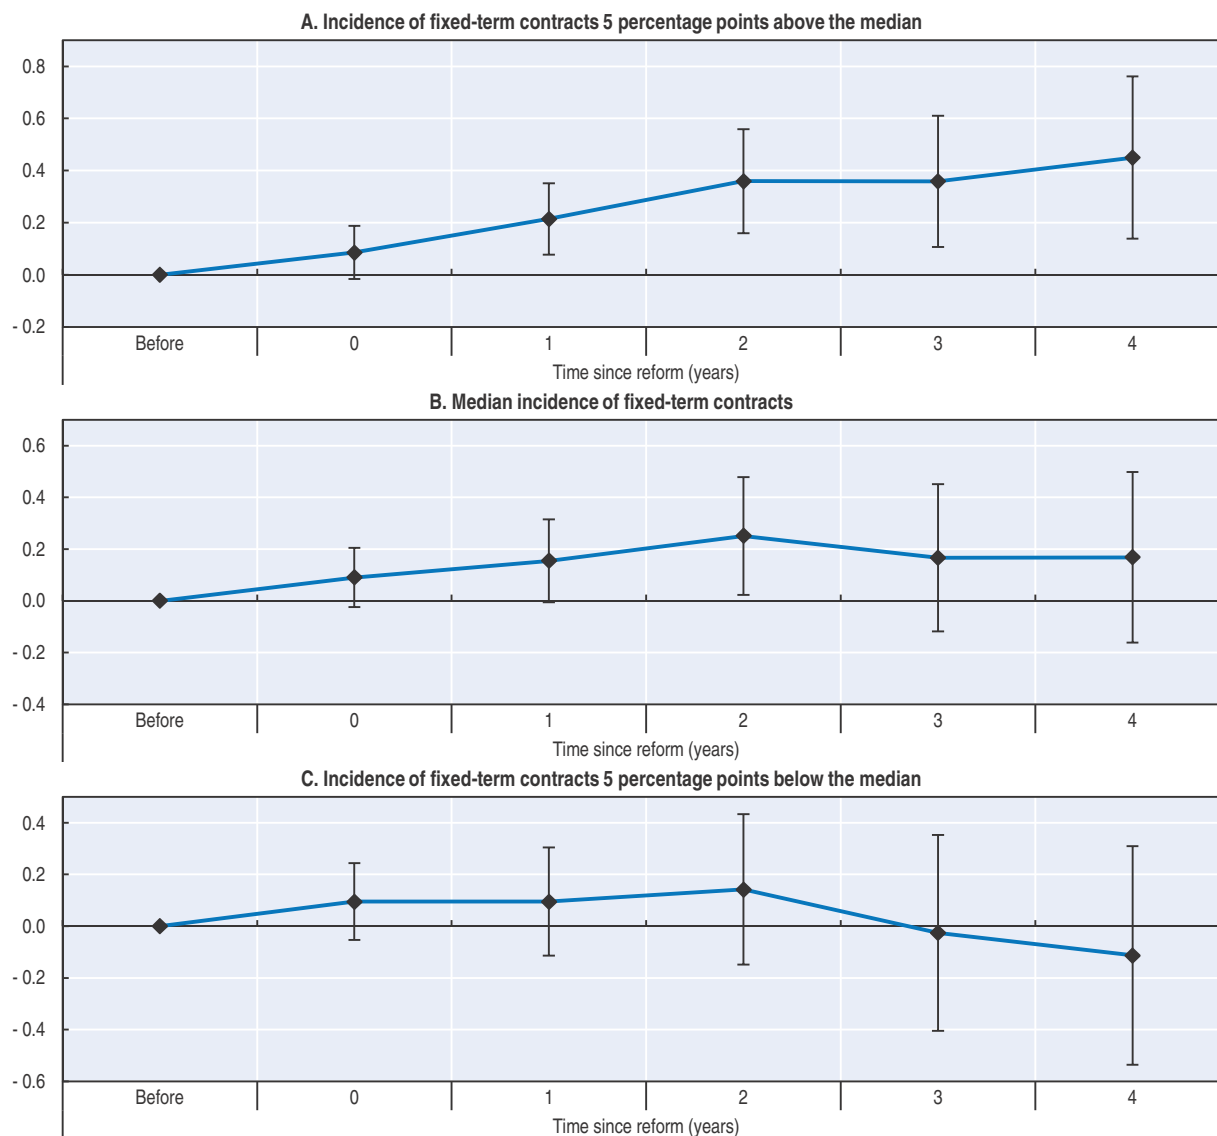 A. Incidence of fixed-term contracts 5 percentage points above the median
0.8
0.6
0.4
0.2
0.0
- 0.2
Before 0 1 2 3 4
Time since reform (years)
B. Median incidence of fixed-term contracts
0.6
0.4
0.2
0.0
- 0.2
- 0.4
Before 0 1 2 3 4
Time since reform (years)
C. Incidence of fixed-term contracts 5 percentage points below the median
0.4
0.2
0.0
- 0.2
- 0.4
- 0.6
Before 0 1 2 3 4
Time since reform (years)